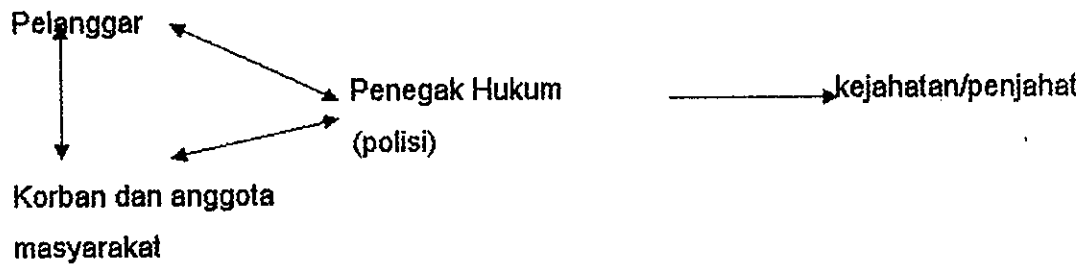 Pelanggar
Penegak Hukum
(polisi)
kejahatan/penjahat
Korban dan anggota
masyarakat